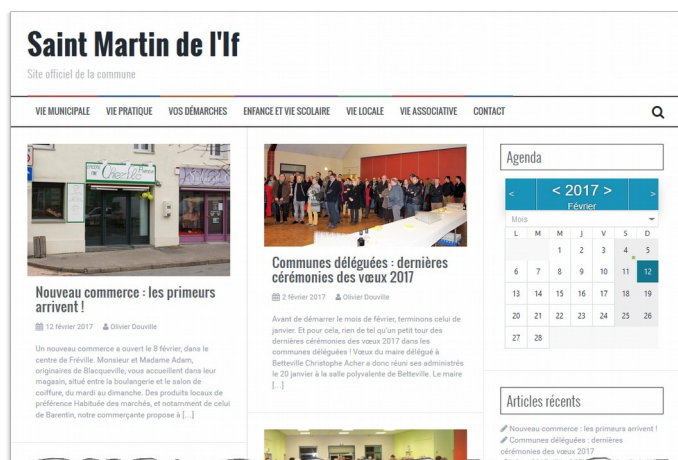 Saint Martin de l'If
Site officiel de la commune
VIE MUNICIPALE VIE PRATIQUE VOS DÉMARCHES ENFANCE ET VIE SCOLAIRE VIE LOCALE VIE ASSOCIATIVE CONTACT
Nouveau commerce : les primeurs
arrivent !
12 février 2017 Olivier Douville
Un nouveau commerce a ouvert le 8 février, dans le
centre de Fréville. Monsieur et Madame Adam,
originaires de Blacqueville, vous accueillent dans leur
magasin, situé entre la boulangerie et le salon de
coiffure, du mardi au dimanche. Des produits locaux de
préférence Habituée des marchés, et notamment de celui
de Barentin, notre commerçante propose à [...]
Communes déléguées : dernières
cérémonies des vœux 2017
2 février 2017 Olivier Douville
Avant de démarrer le mois de février, terminons celui de
janvier. Et pour cela, rien de tel qu'un petit tour des
dernières cérémonies des vœux 2017 dans les
communes déléguées ! Vœux du maire délégué à
Betteville Christophe Acher a donc réuni ses administrés
le 20 janvier à la salle polyvalente de Betteville. Le maire
[...]
Agenda
< < 2017 > >
Février
Mois
L M M J V S D
1 2 3 4 5
6 7 8 9 10 11 12
13 14 15 16 17 18 19
20 21 22 23 24 25 26
27 28
Articles récents
Nouveau commerce : les primeurs arrivent !
Communes déléguées : dernières
cérémonies des vœux 2017